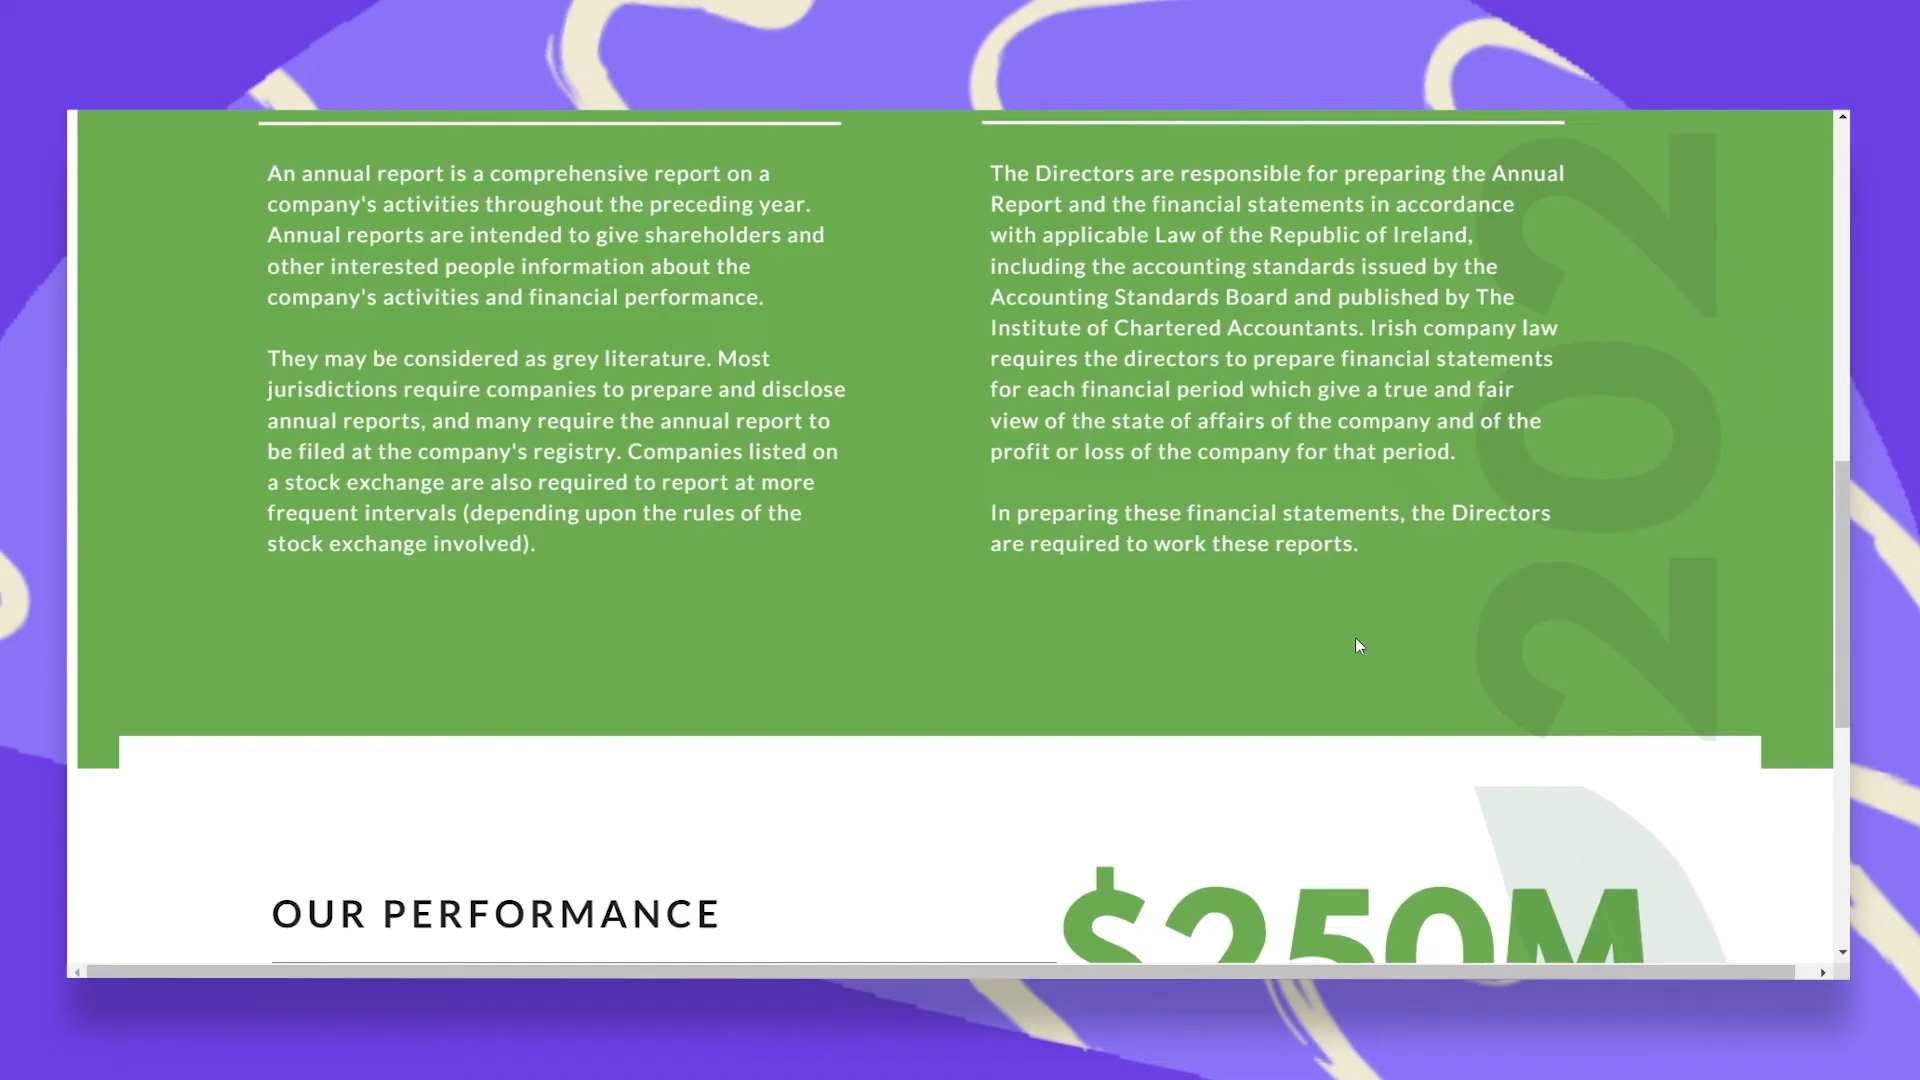 An annual report is a comprehensive report on a
company's activities throughout the preceding year.
Annual reports are intended to give shareholders and
other interested people information about the
company's activities and financial performance.
They may be considered as grey literature. Most
jurisdictions require companies to prepare and disclose
annual reports, and many require the annual report to
be filed at the company's registry. Companies listed on
a stock exchange are also required to report at more
frequent intervals (depending upon the rules of the
stock exchange involved).
The Directors are responsible for preparing the Annual
Report and the financial statements in accordance
with applicable Law of the Republic of Ireland,
including the accounting standards issued by the
Accounting Standards Board and published by The
Institute of Chartered Accountants. Irish company law
requires the directors to prepare financial statements
for each financial period which give a true and fair
view of the state of affairs of the company and of the
profit or loss of the company for that period.
In preparing these financial statements, the Directors
are required to work these reports.
202
OUR PERFORMANCE
$250M